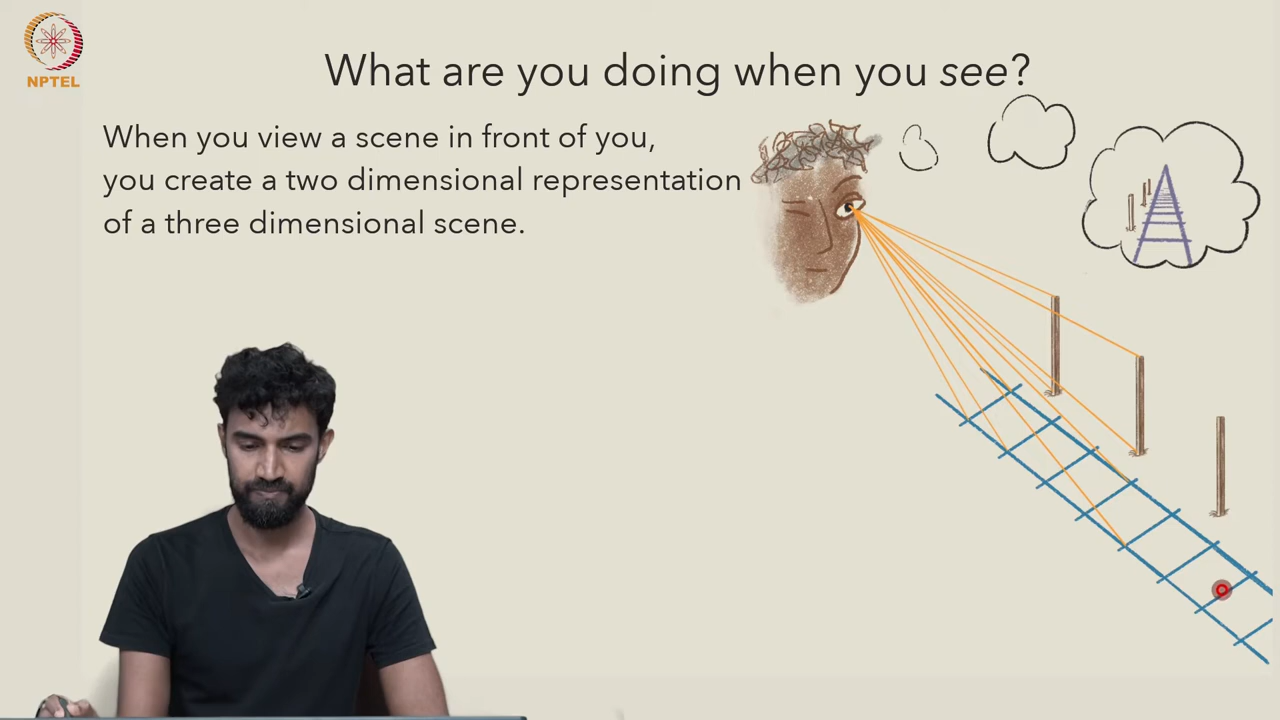 NPTEL
What are you doing when you see?
When you view a scene in front of you,
you create a two dimensional representation
of a three dimensional scene.